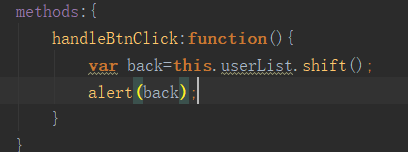 methods:{
handleBtnClick:function(){
var back=this.userList.shift();
alert(back);
}
}